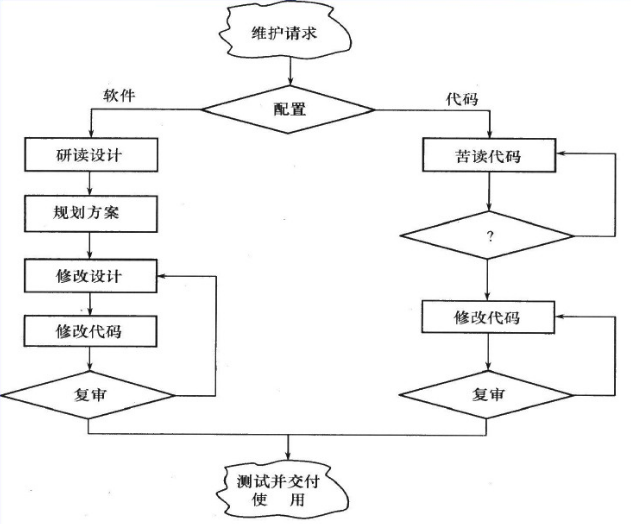 维护请求
软件
配置
代码
研读设计
苦读代码
规划方案
?
修改设计
修改代码
修改代码
复审
复审
测试并交付
使 用